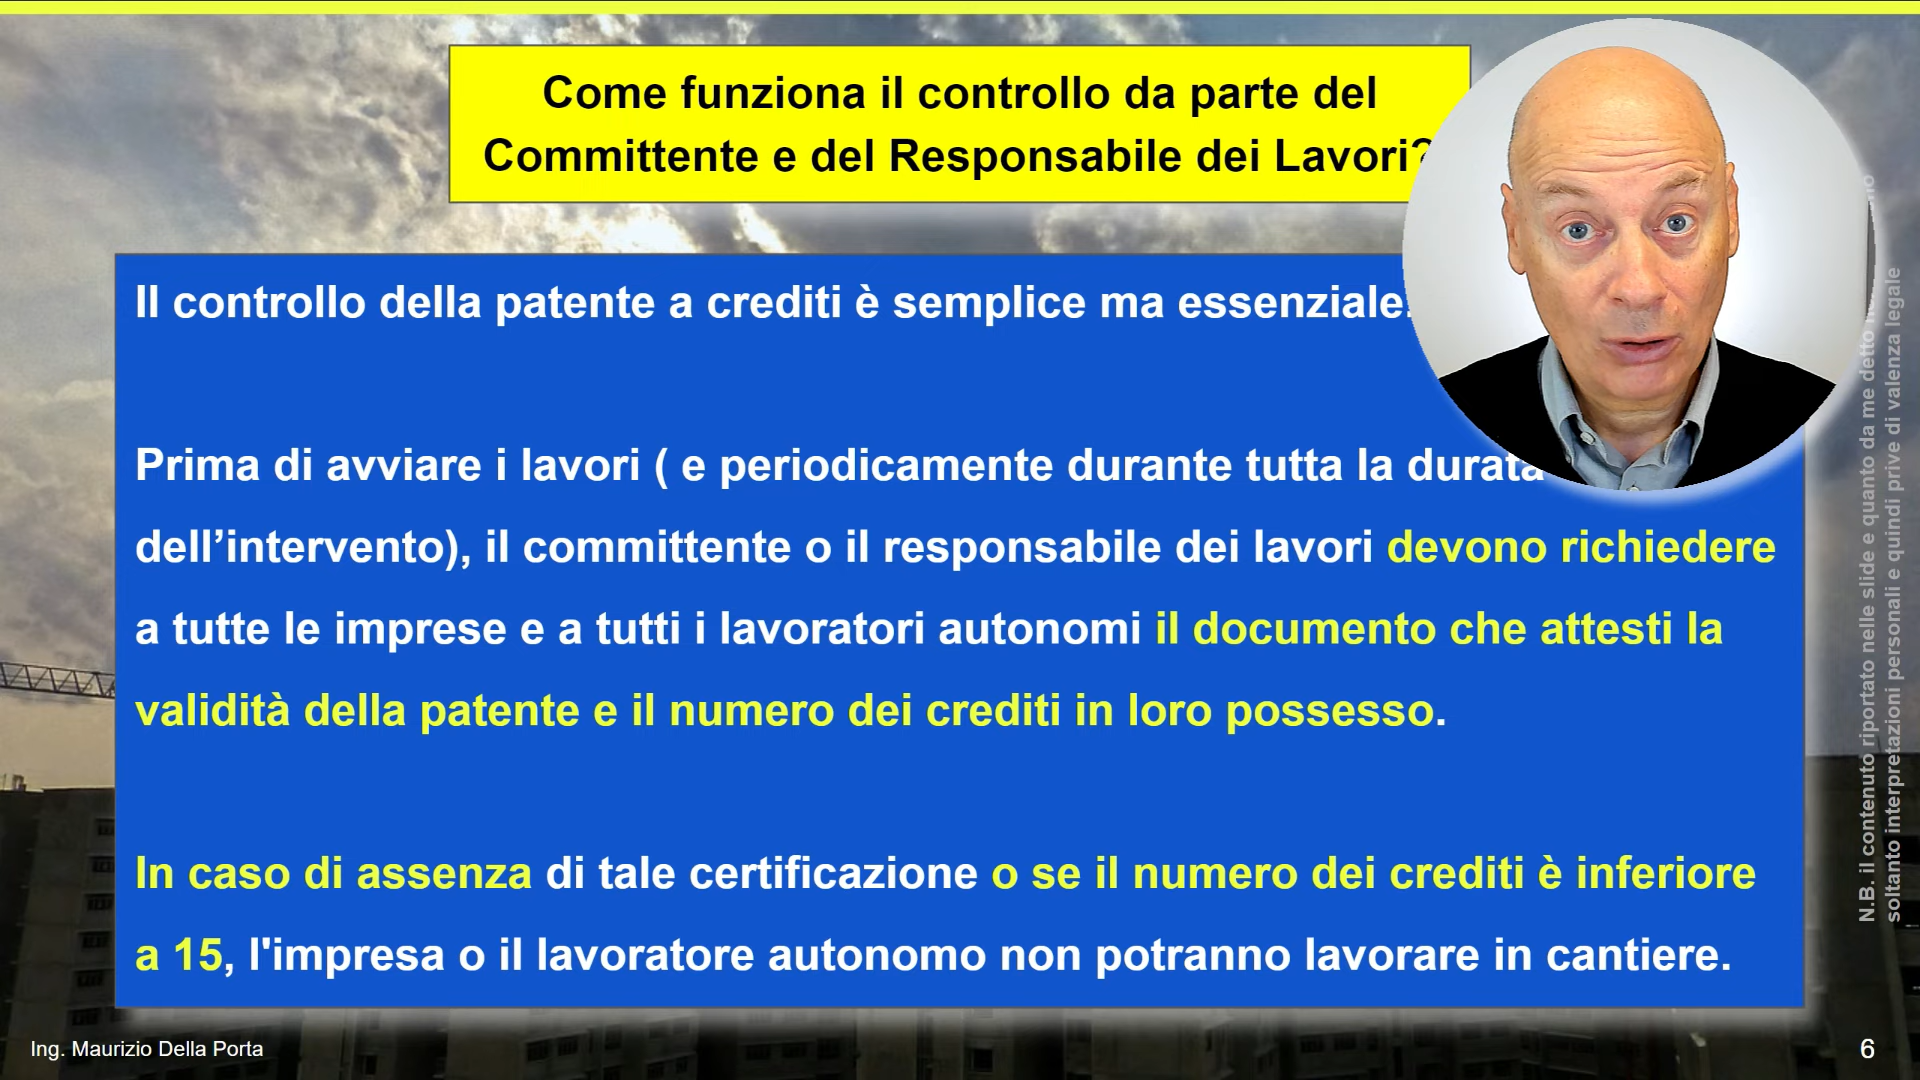 Come funziona il controllo da parte del
Committente e del Responsabile dei Lavori?
Il controllo della patente a crediti è semplice ma essenziale.
Prima di avviare i lavori ( e periodicamente durante tutta la durata
dell’intervento), il committente o il responsabile dei lavori devono richiedere
a tutte le imprese e a tutti i lavoratori autonomi il documento che attesti la
validità della patente e il numero dei crediti in loro possesso.
In caso di assenza di tale certificazione o se il numero dei crediti è inferiore
a 15, l'impresa o il lavoratore autonomo non potranno lavorare in cantiere.
N.B. il contenuto riportato nelle slide e quanto da me detto
soltanto interpretazioni personali e quindi prive di valenza legale
Ing. Maurizio Della Porta
6